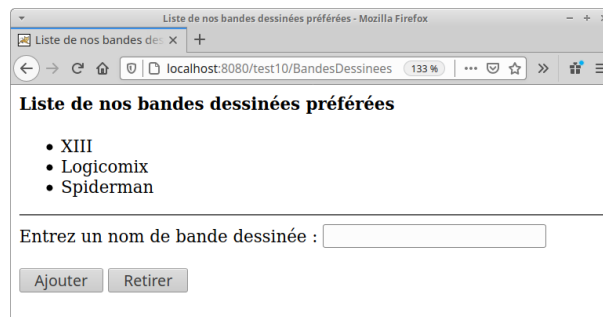 Liste de nos bandes dessinées préférées - Mozilla Firefox
Liste de nos bandes des
localhost:8080/test10/BandesDessinees 133 %
Liste de nos bandes dessinées préférées
XIII
Logicomix
Spiderman
Entrez un nom de bande dessinée :
Ajouter Retirer